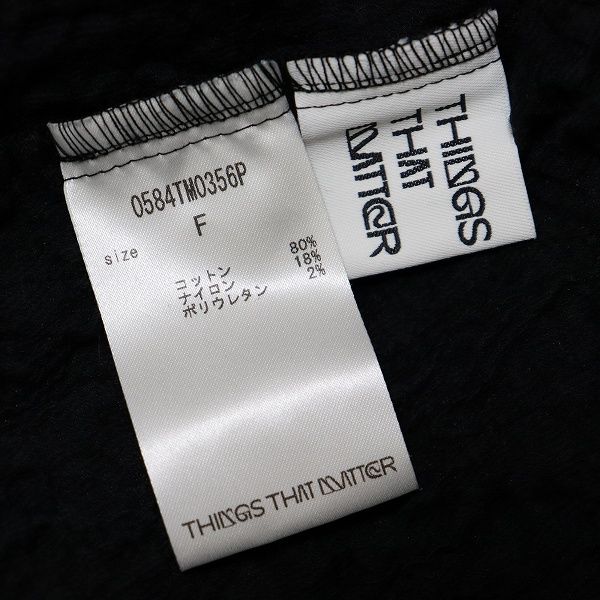 0584TM0356P
size F
コットン 80%
ナイロン 18%
ポリウレタン 2%
THINGS THAT MATTER
THINGS
THAT
MATTER